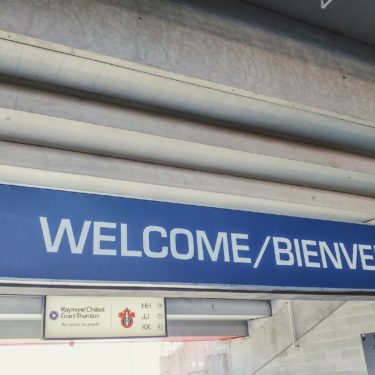 WELCOME/BIENVE
Raymond Chabot
Grant Thornton
HH
JJ
KK